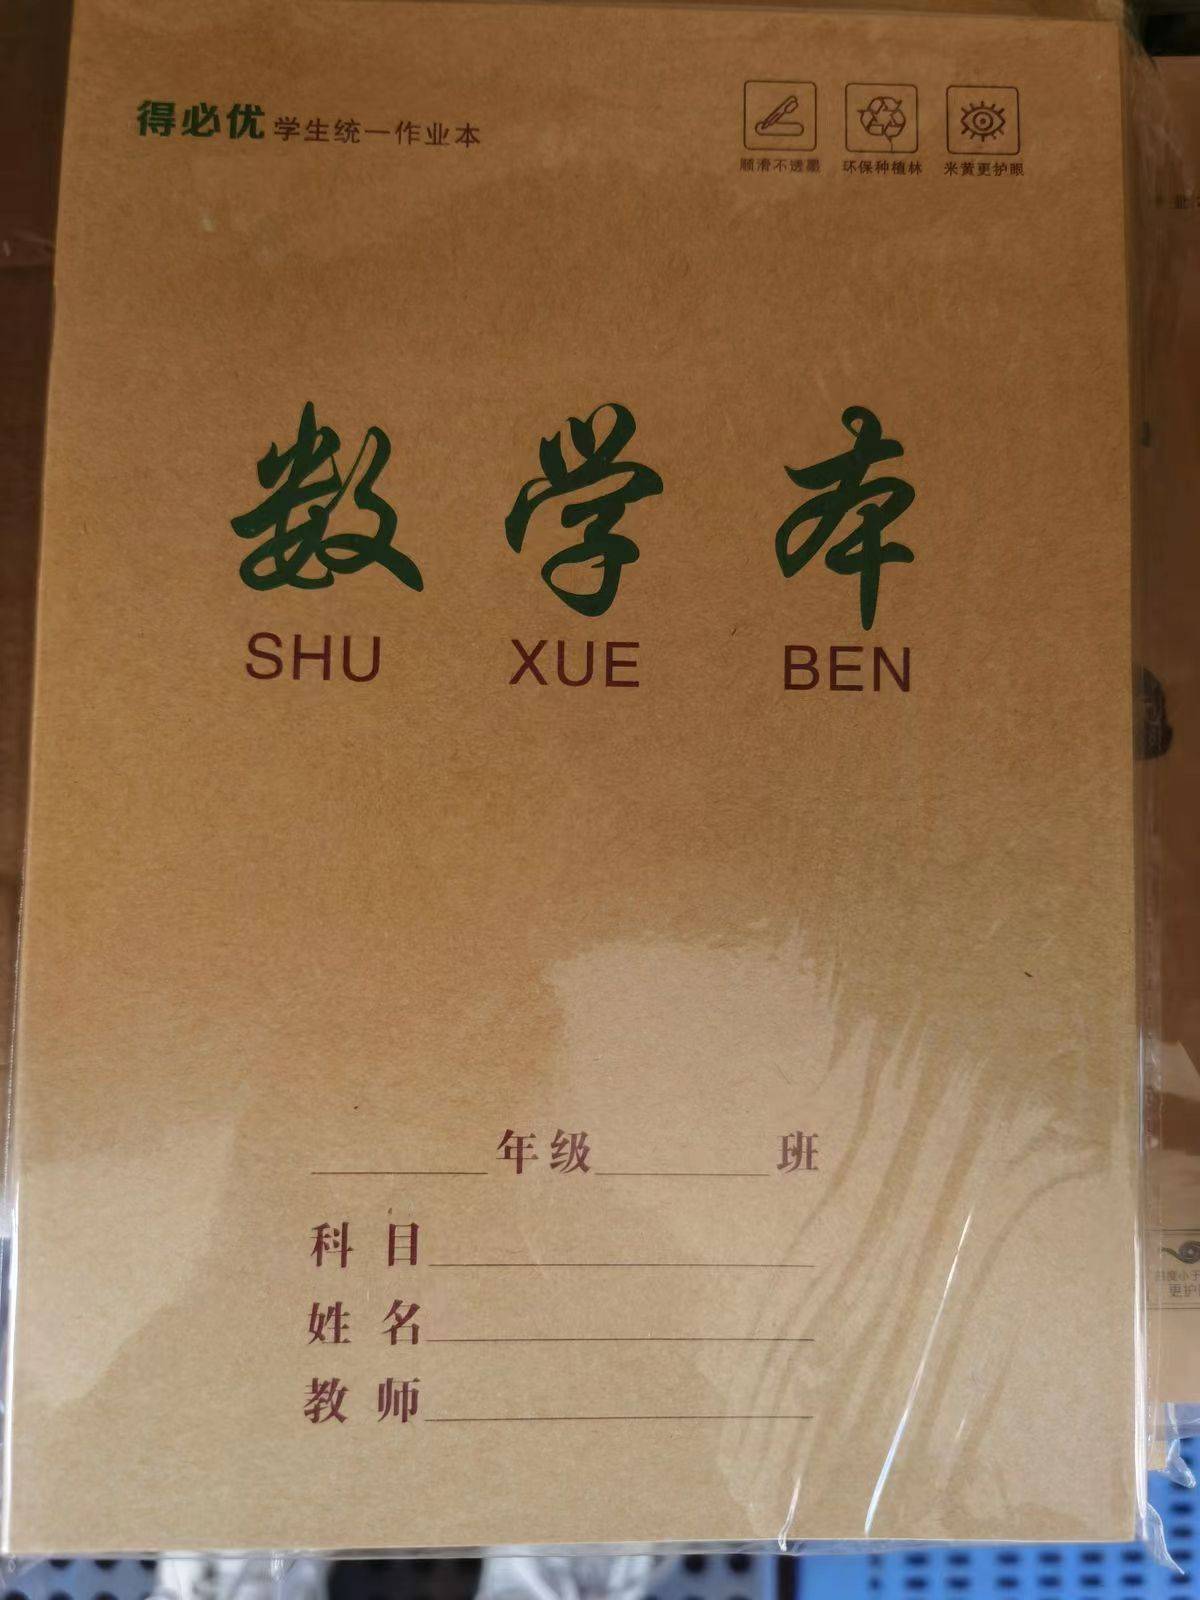 得必优 学生统一作业本
顺滑不透墨 环保种植林 米黄更护眼
数 学 本
SHU XUE BEN
年级 班
科目
姓名
教师